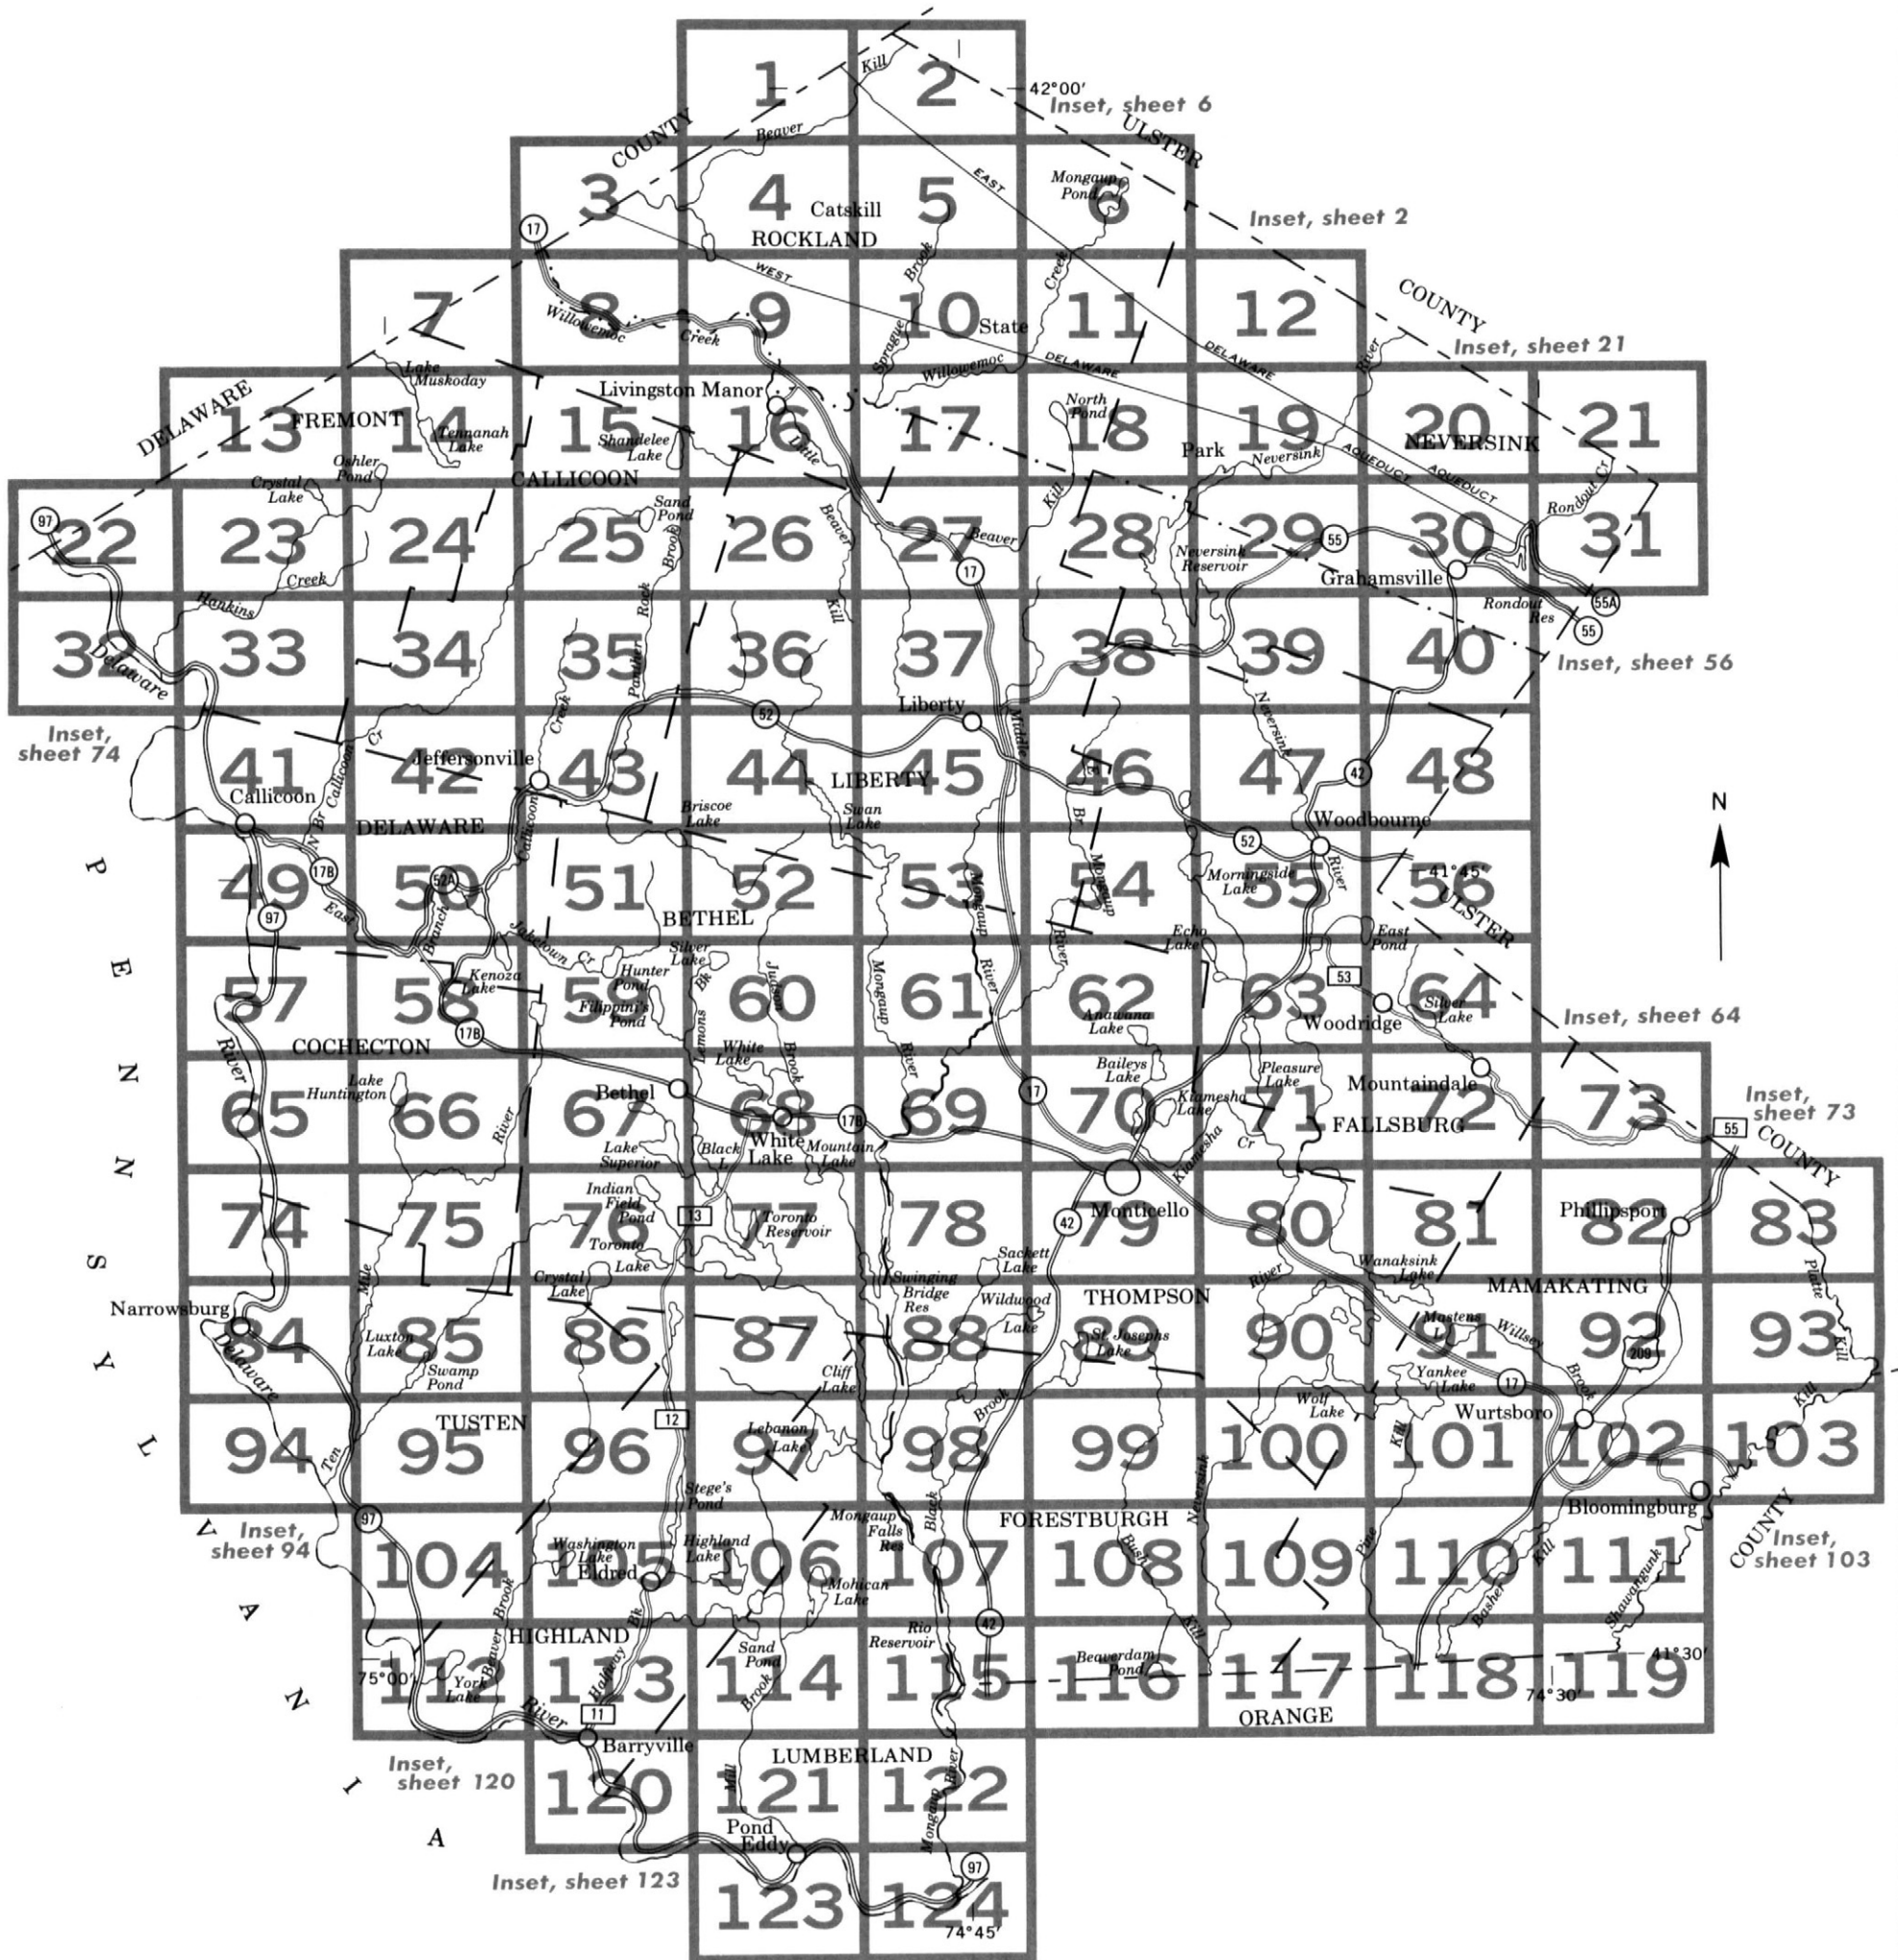 1
2
Kill
42°00'
Inset, sheet 6
COUNTY
Beaver
ULSTER
3
4
Catskill
5
EAST
Mongaup
Pond
6
Inset, sheet 2
17
ROCKLAND
WEST
Brook
Creek
COUNTY
7
8
9
10
State
11
12
Willowemoc
Creek
Sprague
Willowemoc
DELAWARE
DELAWARE
River
Inset, sheet 21
Lake
Muskoday
Livingston Manor
DELAWARE
13
FREMONT
14
15
16
17
North
Pond
18
19
20
NEVERSINK
21
Tennanah
Lake
Shandelee
Lake
Little
Park
Neversink
AQUEDUCT
AQUEDUCT
Oshler
Pond
Crystal
Lake
CALLICOON
Rondout Cr
97
22
23
24
25
Sand
Pond
Brook
26
Beaver
27
Beaver
Kill
28
29
55
30
31
Neversink
Reservoir
Creek
Hankins
17
Grahamsville
Rondout
Res
55A
55
Rock
Kill
32
Delaware
33
34
35
Panther
36
37
38
39
40
Inset, sheet 56
Creek
52
Liberty
Middle
Neversink
Inset,
sheet 74
Cr
41
Callicoon
42
Jeffersonville
43
44
LIBERTY
45
46
47
42
48
N
Callicoon
N Br
DELAWARE
Callicoon
Briscoe
Lake
Swan
Lake
Br
Woodbourne
52
P
49
17B
50
52A
51
52
53
54
Mongaup
Morningside
Lake
55
River
41°45'
56
97
East
Branch
BETHEL
Mongaup
ULSTER
E
Jaketown
Cr
Silver
Lake
River
Echo
Lake
East
Pond
57
58
Kenoza
Lake
59
Hunter
Pond
Filippini's
Pond
Bk
60
Judson
Mongaup
61
River
62
63
53
64
Silver
Lake
17B
Anawana
Lake
Woodridge
Inset, sheet 64
N
River
COCHECTON
Lemons
White
Lake
Brook
River
Lake
Huntington
Baileys
Lake
Pleasure
Lake
Mountaindale
65
66
River
67
Bethel
68
17B
69
17
70
Kiamesha
Lake
71
72
73
Inset,
sheet 73
FALLSBURG
55
COUNTY
N
Lake
Superior
Black
L
White
Lake
Mountain
Lake
Kiamesha
Cr
74
75
76
Indian
Field
Pond
13
77
Toronto
Reservoir
78
42
79
Monticello
80
81
82
Phillipsport
83
S
Toronto
Lake
Sackett
Lake
Wanaksink
Lake
Platte
Mile
Crystal
Lake
Swinging
Bridge
Res
Wildwood
Lake
THOMPSON
River
MAMAKATING
Narrowsburg
84
Luxton
Lake
85
Swamp
Pond
86
87
88
89
St. Josephs
Lake
90
Mastens
L
91
Willsey
92
209
93
Kill
Y
Delaware
Cliff
Lake
Yankee
Lake
17
Brook
Wolf
Lake
Wurtsboro
Kill
L
94
Ten
95
TUSTEN
96
12
97
Lebanon
Lake
98
Brook
99
100
Kill
101
102
103
Stege's
Pond
Black
Neversink
Bloomingburg
V
Inset,
sheet 94
97
Mongaup
Falls
Res
FORESTBURGH
COUNTY
Inset,
sheet 103
104
105
Washington
Lake
Eldred
Highland
Lake
106
Mohican
Lake
107
108
Bush
109
Pine
110
Kill
Basher
111
Shawangunk
A
Beaver Brook
HIGHLAND
Bk
Rio
Reservoir
42
Kill
N
75°00'
112
York
Lake
113
Halfway
Sand
Pond
114
Brook
115
Beaverdam
Pond
116
117
118
74°30'
119
41°30'
River
11
ORANGE
Barryville
LUMBERLAND
Inset,
sheet 120
I
120
Mill
121
122
River
Mongaup
A
Pond
Eddy
Inset, sheet 123
123
97
124
74°45'